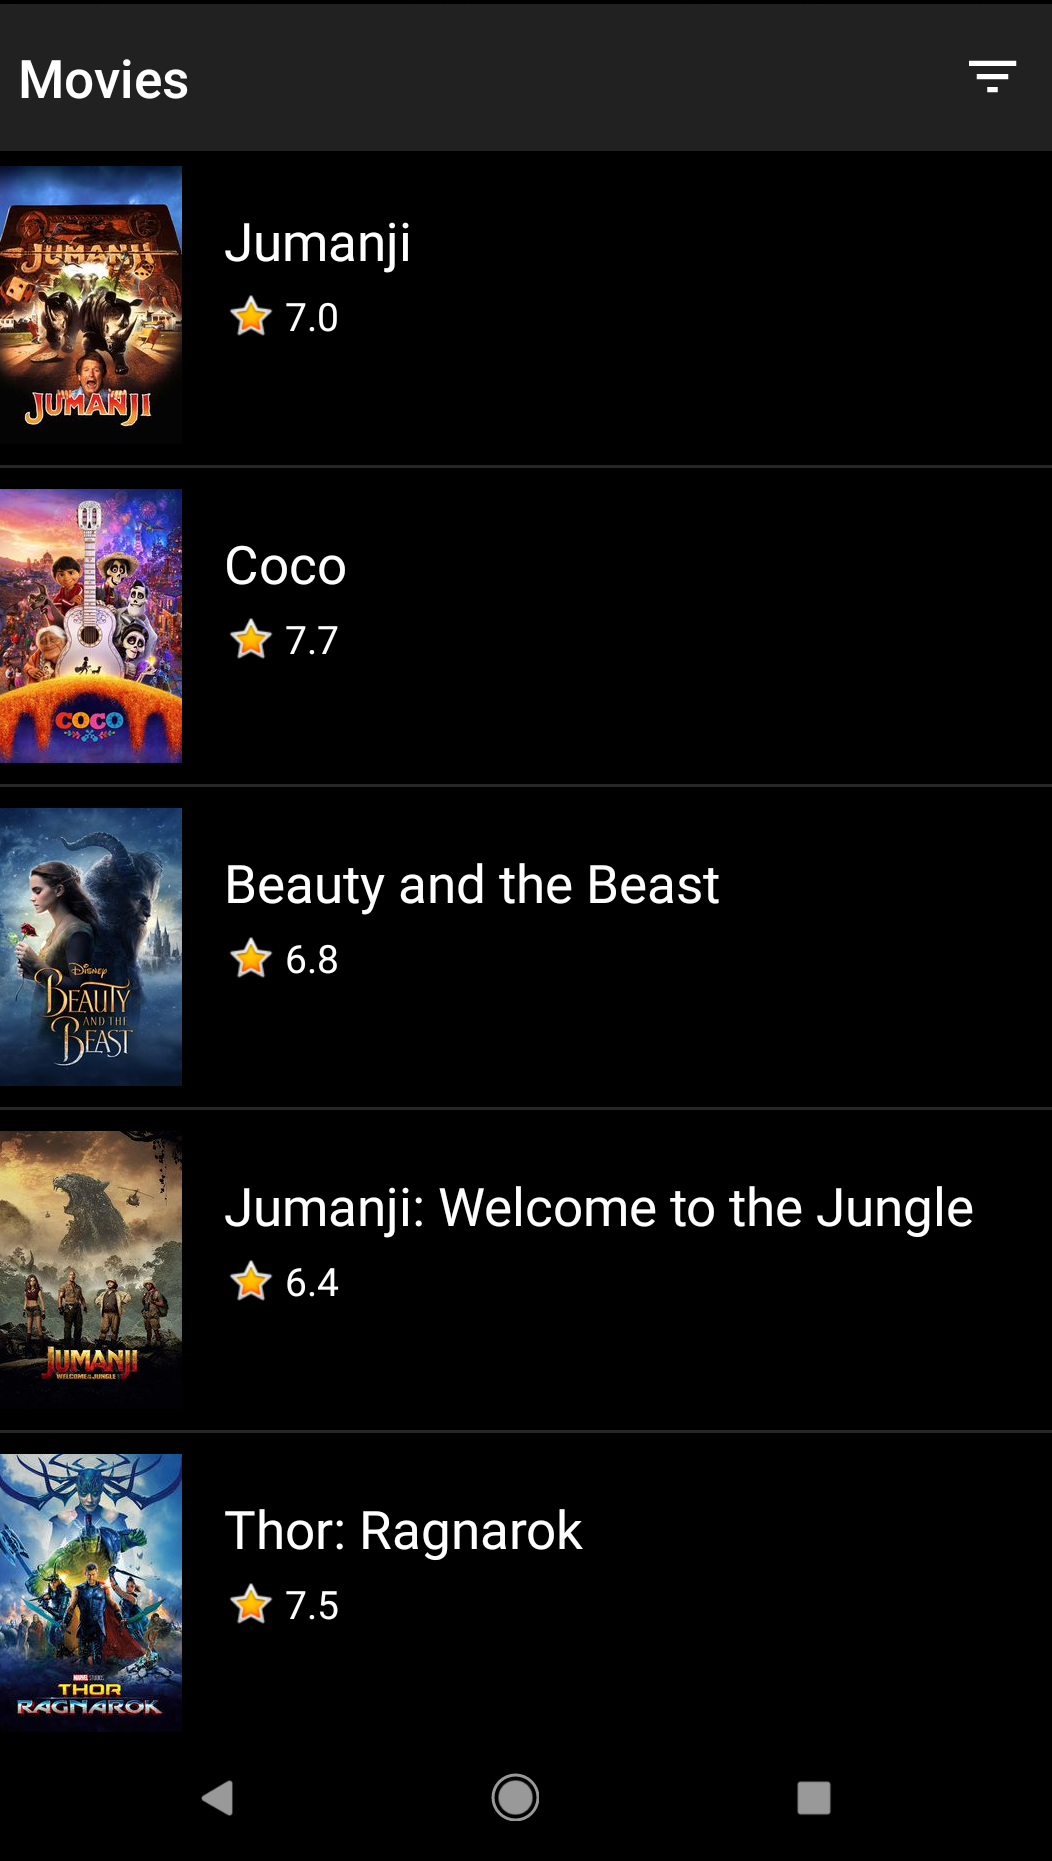 Movies
JUMANJI
JUMANJI
Jumanji
7.0
COCO
Coco
7.7
Disney
BEAUTY
AND THE
BEAST
Beauty and the Beast
6.8
JUMANJI
WELCOME TO THE JUNGLE
Jumanji: Welcome to the Jungle
6.4
MARVEL STUDIOS
THOR
RAGNAROK
Thor: Ragnarok
7.5